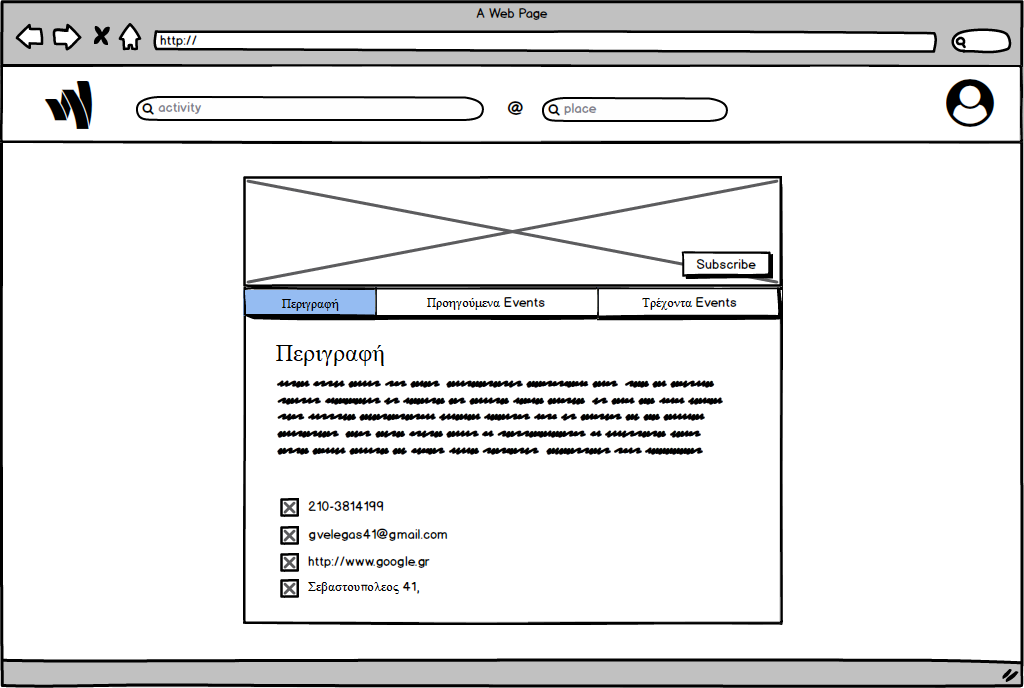 A Web Page
http://
activity @ place
Subscribe
Περιγραφή Προηγούμενα Events Τρέχοντα Events
Περιγραφή
210-3814199
gvelegas41@gmail.com
http://www.google.gr
Σεβαστουπολεος 41,